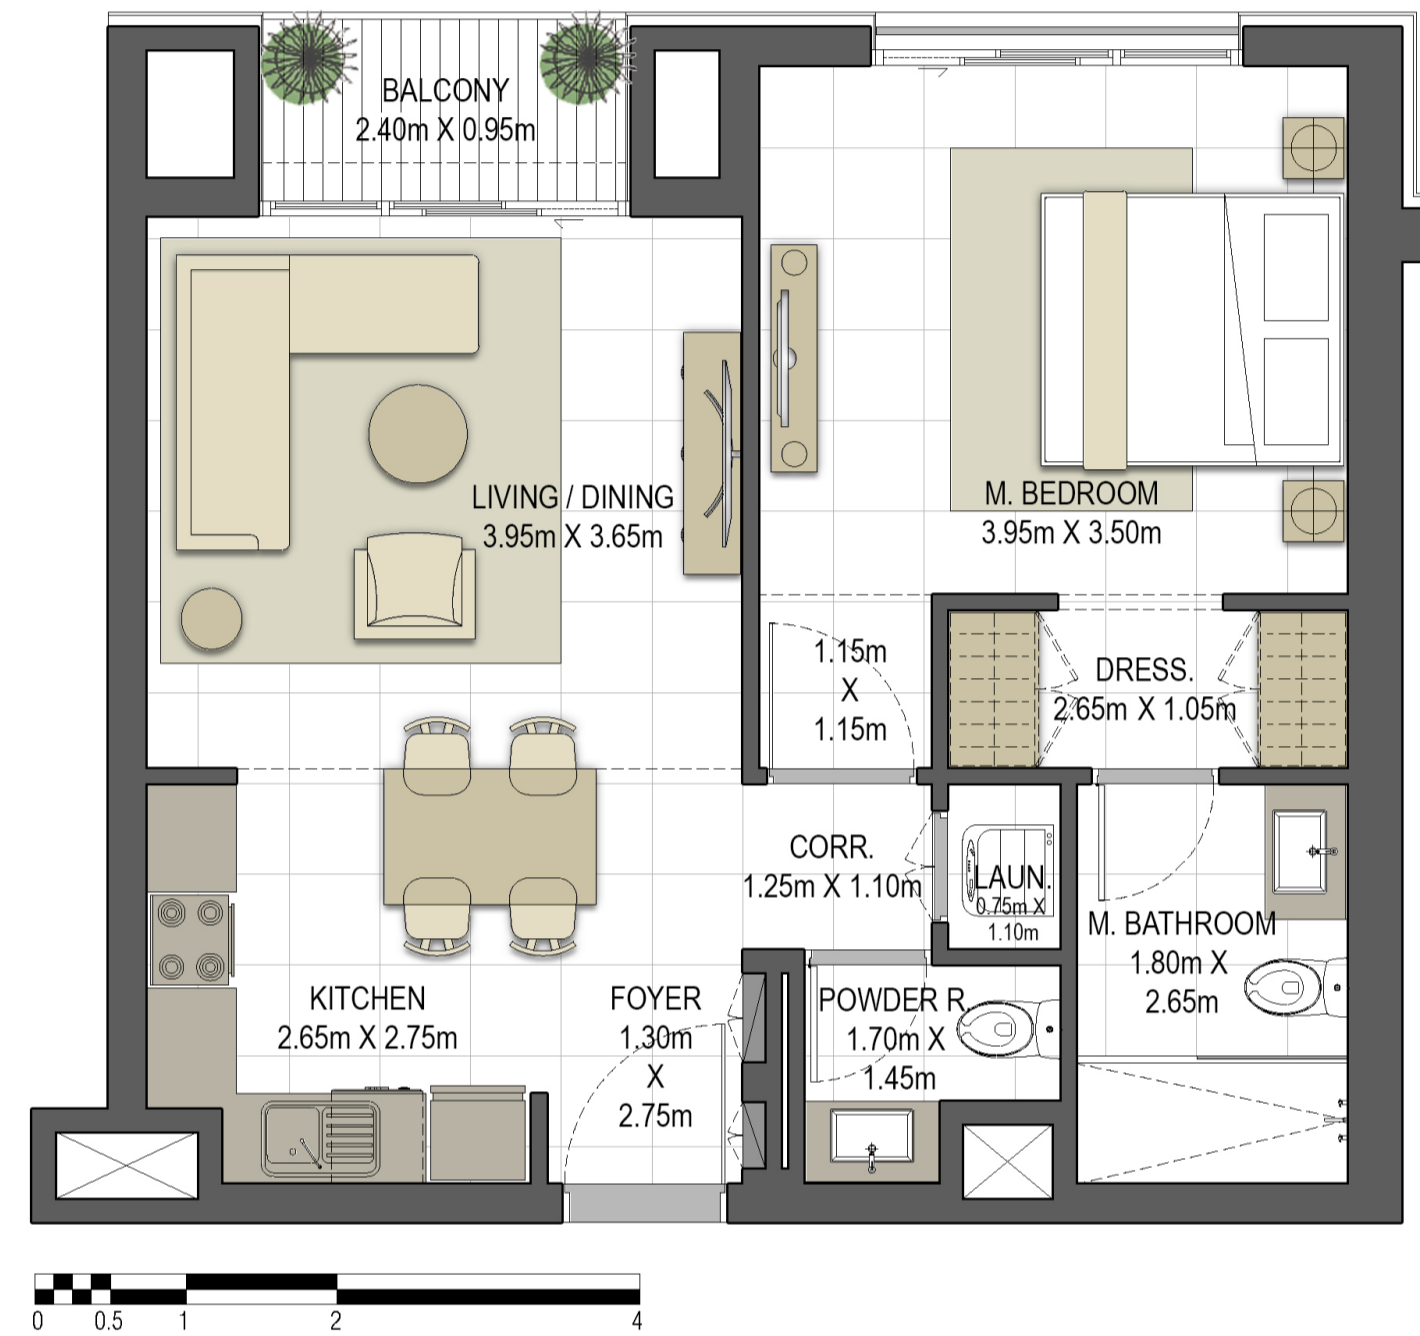 BALCONY
2.40m X 0.95m
LIVING / DINING
3.95m X 3.65m
M. BEDROOM
3.95m X 3.50m
1.15m
X
1.15m
DRESS.
2.65m X 1.05m
CORR.
1.25m X 1.10m
LAUN.
0.75m X
1.10m
M. BATHROOM
1.80m X
2.65m
KITCHEN
2.65m X 2.75m
FOYER
1.30m
X
2.75m
POWDER R.
1.70m X
1.45m
0 0.5 1 2 4